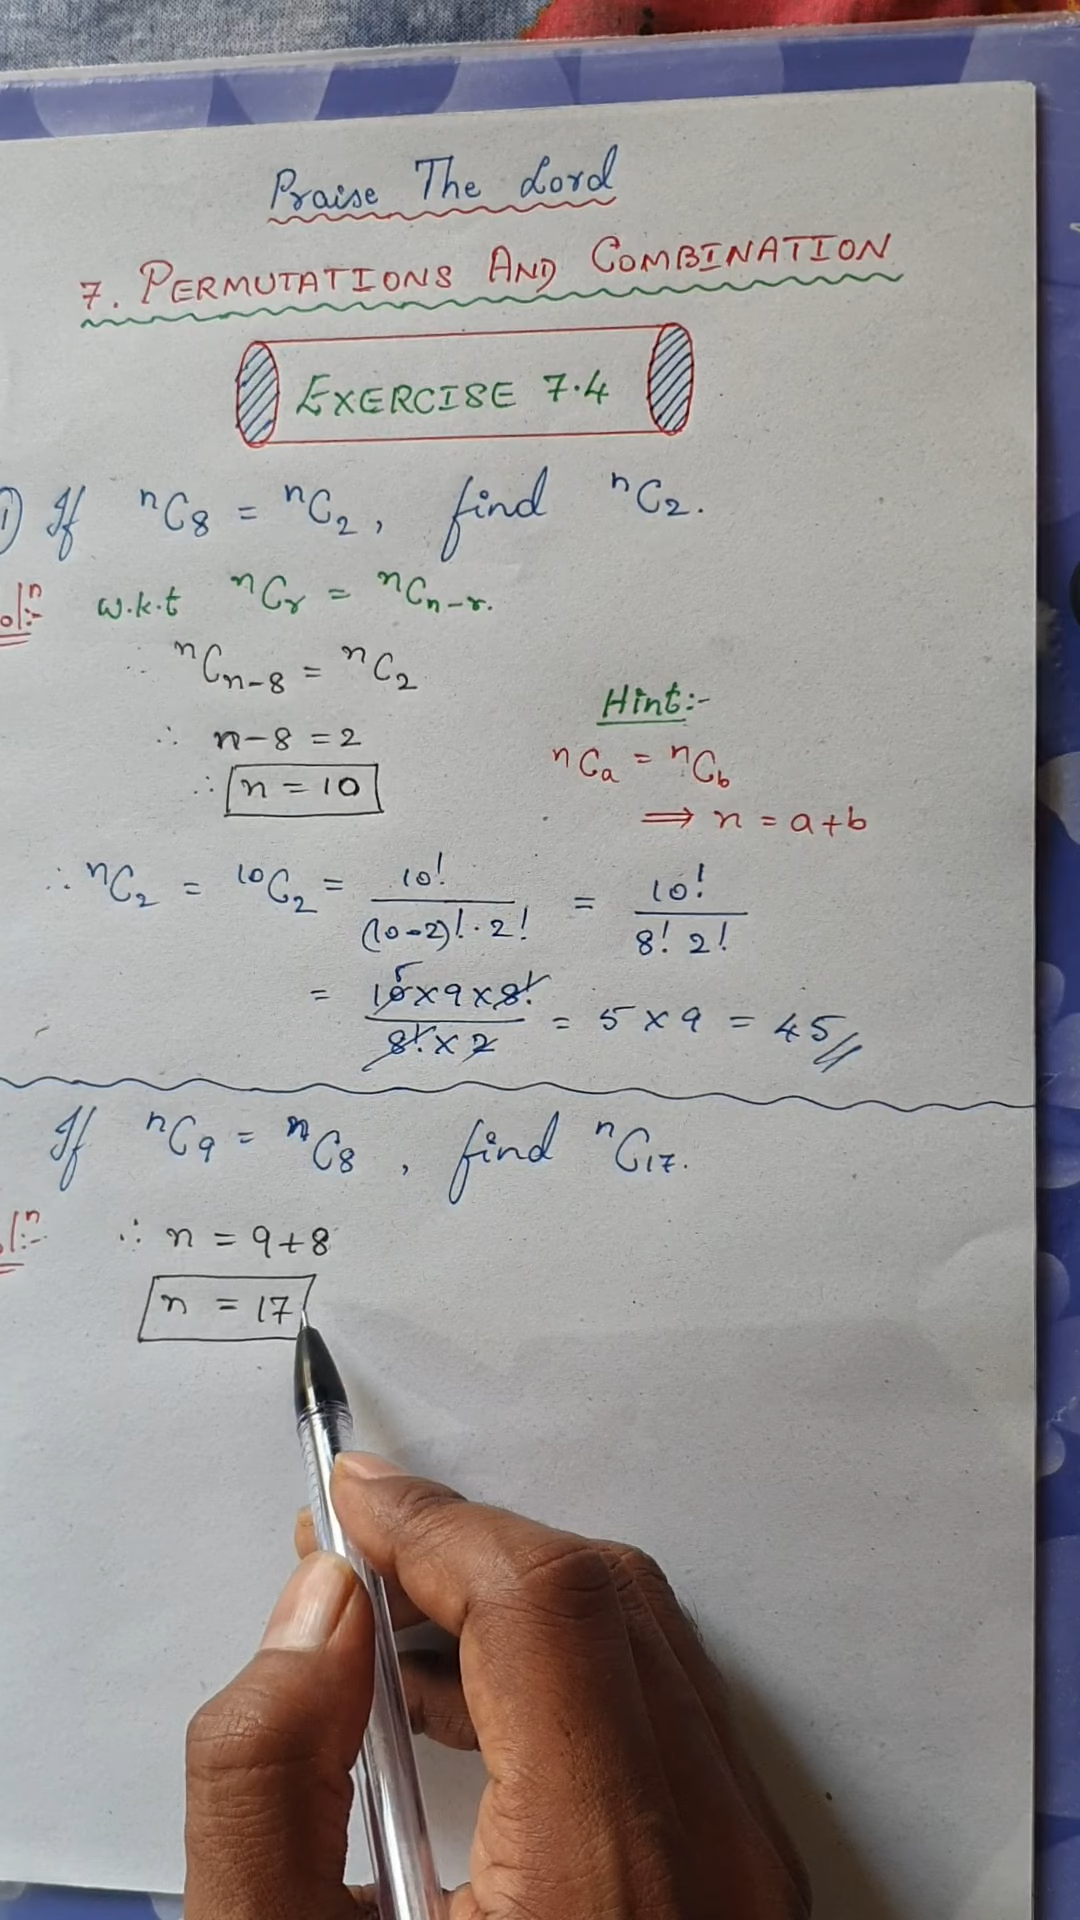 Praise The Lord
7. PERMUTATIONS AND COMBINATION
EXERCISE 7.4
1) If ⁿC₈ = ⁿC₂, find ⁿC₂.
ol:ⁿ- w.k.t ⁿCᵣ = ⁿCₙ₋ᵣ.
∴ ⁿCₙ₋₈ = ⁿC₂
∴ n-8 = 2
∴ n = 10
Hint:-
ⁿCₐ = ⁿC_b
⟹ n = a+b
∴ ⁿC₂ = ¹⁰C₂ = 10!/(10-2)!·2! = 10!/8! 2!
= 10×9×8!/8!×2 = 5×9 = 45//
If ⁿC₉ = ⁿC₈, find ⁿC₁₇.
l:ⁿ- ∴ n = 9+8
n = 17